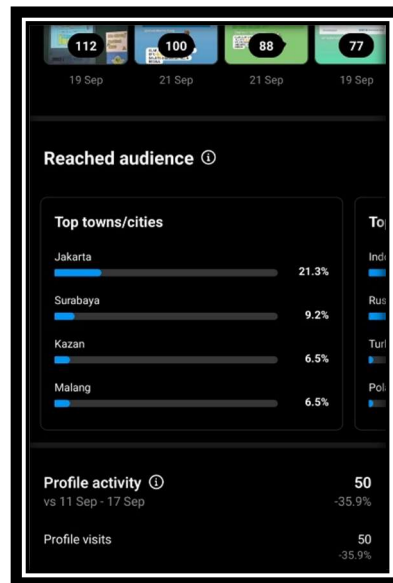 112
100
88
77
19 Sep
21 Sep
21 Sep
19 Sep
Reached audience
Top towns/cities
Jakarta
21.3%
Surabaya
9.2%
Kazan
6.5%
Malang
6.5%
Profile activity
50
vs 11 Sep - 17 Sep
-35.9%
Profile visits
50
-35.9%